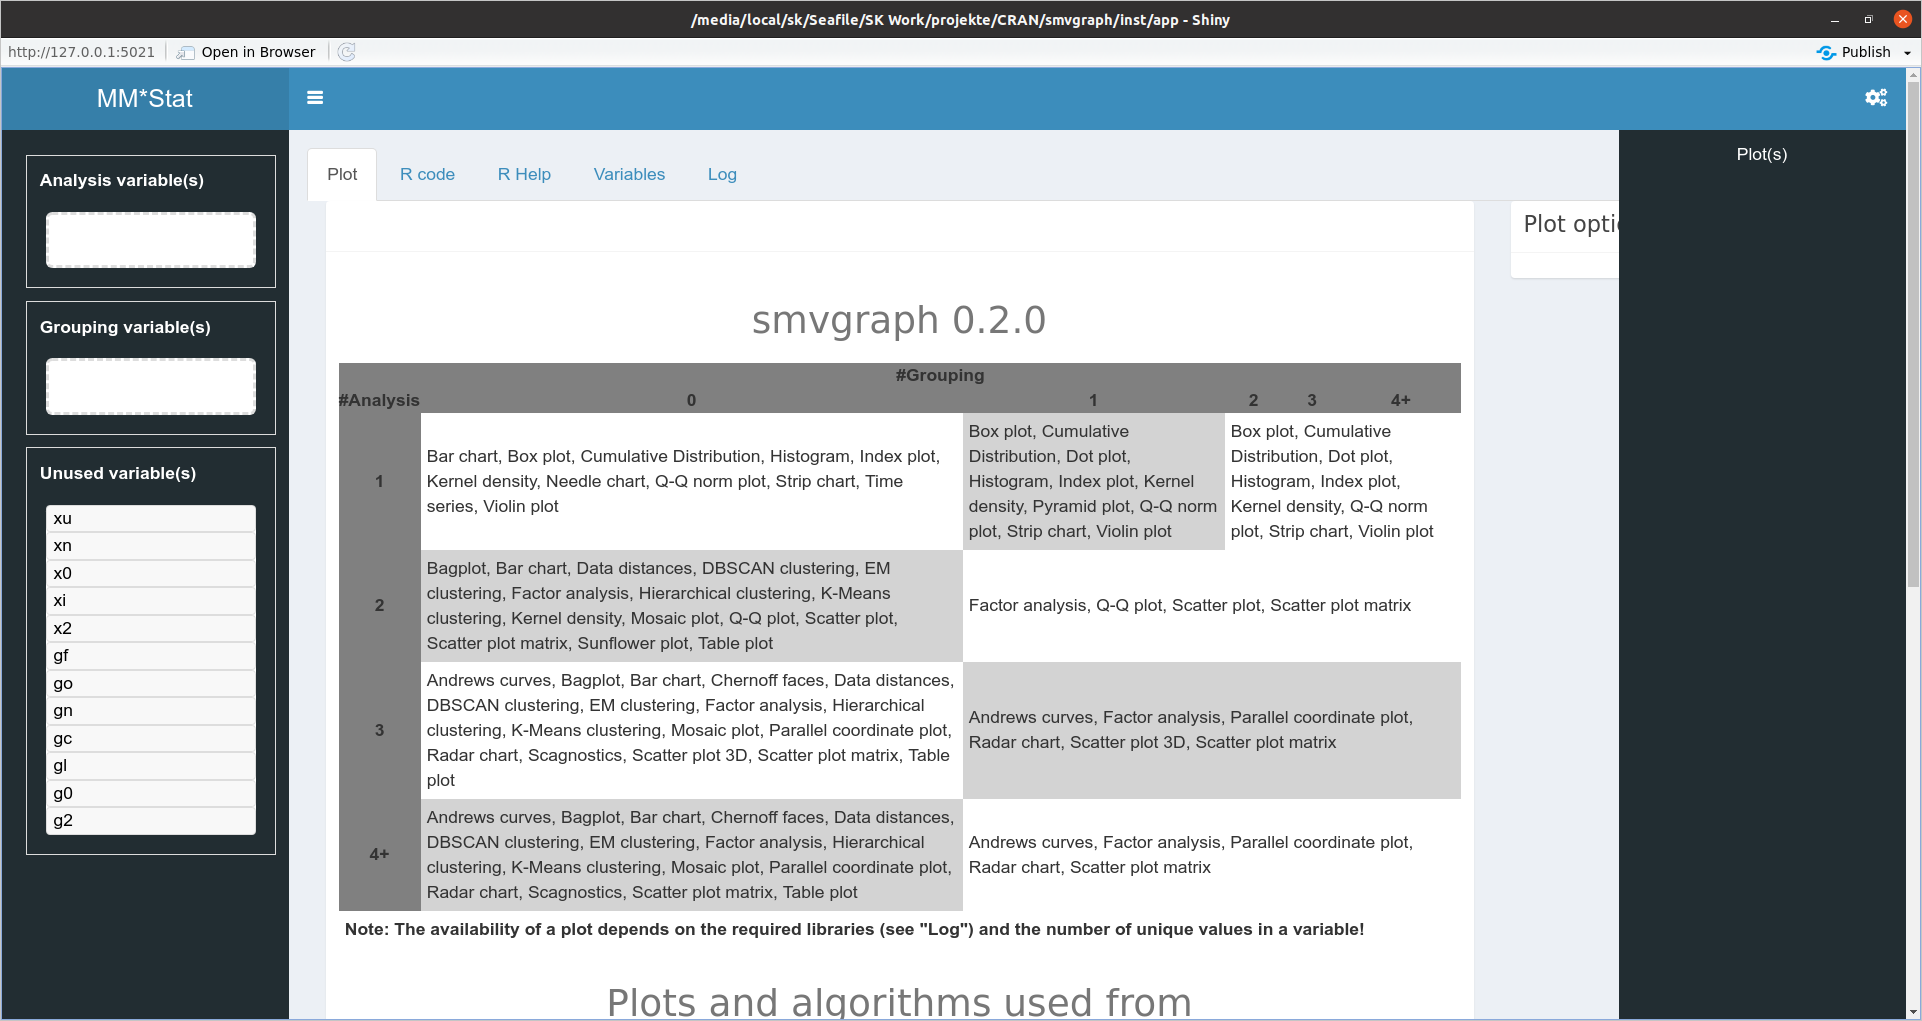 /media/local/sk/Seafile/SK Work/projekte/CRAN/smvgraph/inst/app - Shiny
http://127.0.0.1:5021
Open in Browser
Publish
MM*Stat
Analysis variable(s)
Grouping variable(s)
Unused variable(s)
xu
xn
x0
xi
x2
gf
go
gn
gc
gl
g0
g2
Plot
R code
R Help
Variables
Log
smvgraph 0.2.0
#Grouping
#Analysis 0 1 2 3 4+
1
Bar chart, Box plot, Cumulative Distribution, Histogram, Index plot,
Kernel density, Needle chart, Q-Q norm plot, Strip chart, Time
series, Violin plot
Box plot, Cumulative
Distribution, Dot plot,
Histogram, Index plot, Kernel
density, Pyramid plot, Q-Q norm
plot, Strip chart, Violin plot
Box plot, Cumulative
Distribution, Dot plot,
Histogram, Index plot,
Kernel density, Q-Q norm
plot, Strip chart, Violin plot
2
Bagplot, Bar chart, Data distances, DBSCAN clustering, EM
clustering, Factor analysis, Hierarchical clustering, K-Means
clustering, Kernel density, Mosaic plot, Q-Q plot, Scatter plot,
Scatter plot matrix, Sunflower plot, Table plot
Factor analysis, Q-Q plot, Scatter plot, Scatter plot matrix
3
Andrews curves, Bagplot, Bar chart, Chernoff faces, Data distances,
DBSCAN clustering, EM clustering, Factor analysis, Hierarchical
clustering, K-Means clustering, Mosaic plot, Parallel coordinate plot,
Radar chart, Scagnostics, Scatter plot 3D, Scatter plot matrix, Table
plot
Andrews curves, Factor analysis, Parallel coordinate plot,
Radar chart, Scatter plot 3D, Scatter plot matrix
4+
Andrews curves, Bagplot, Bar chart, Chernoff faces, Data distances,
DBSCAN clustering, EM clustering, Factor analysis, Hierarchical
clustering, K-Means clustering, Mosaic plot, Parallel coordinate plot,
Radar chart, Scagnostics, Scatter plot matrix, Table plot
Andrews curves, Factor analysis, Parallel coordinate plot,
Radar chart, Scatter plot matrix
Note: The availability of a plot depends on the required libraries (see "Log") and the number of unique values in a variable!
Plots and algorithms used from
Plot opti
Plot(s)